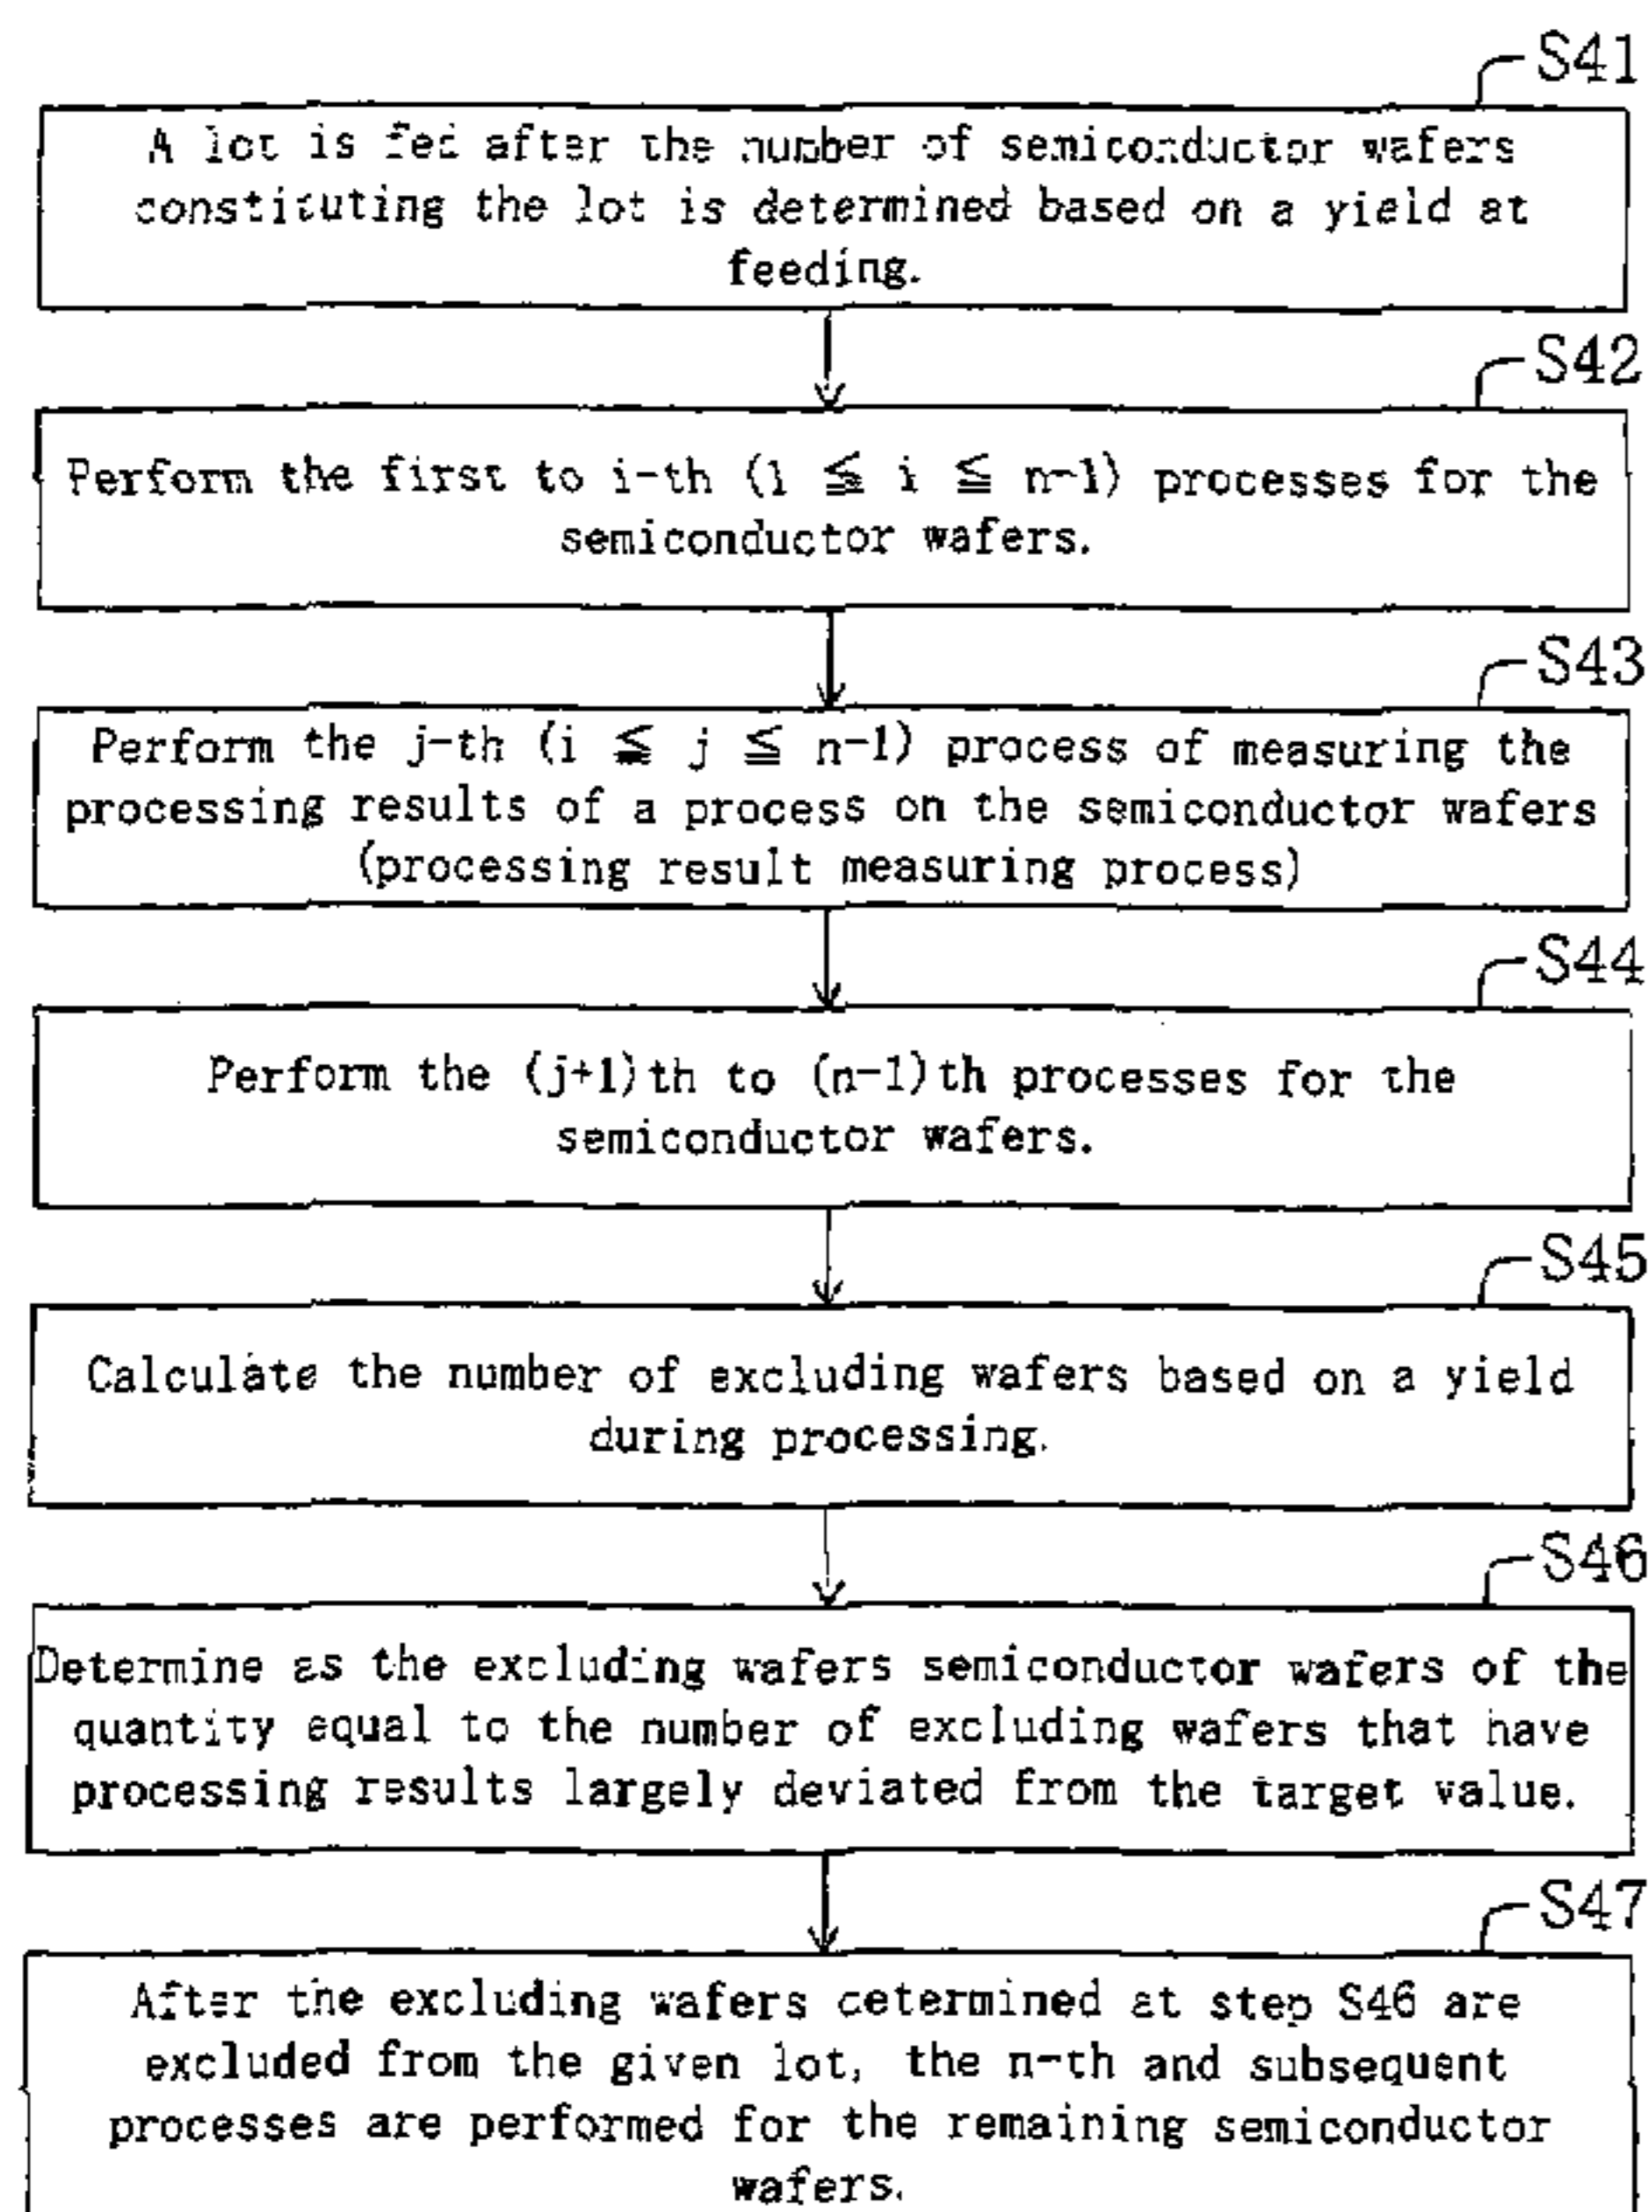 S41
A lot is fed after the number of semiconductor wafers
constituting the lot is determined based on a yield at
feeding.
S42
Perform the first to i-th (1 ≦ i ≦ n-1) processes for the
semiconductor wafers.
S43
Perform the j-th (i ≦ j ≦ n-1) process of measuring the
processing results of a process on the semiconductor wafers
(processing result measuring process)
S44
Perform the (j+1)th to (n-1)th processes for the
semiconductor wafers.
S45
Calculate the number of excluding wafers based on a yield
during processing.
S46
Determine as the excluding wafers semiconductor wafers of the
quantity equal to the number of excluding wafers that have
processing results largely deviated from the target value.
S47
After the excluding wafers determined at step S46 are
excluded from the given lot, the n-th and subsequent
processes are performed for the remaining semiconductor
wafers.